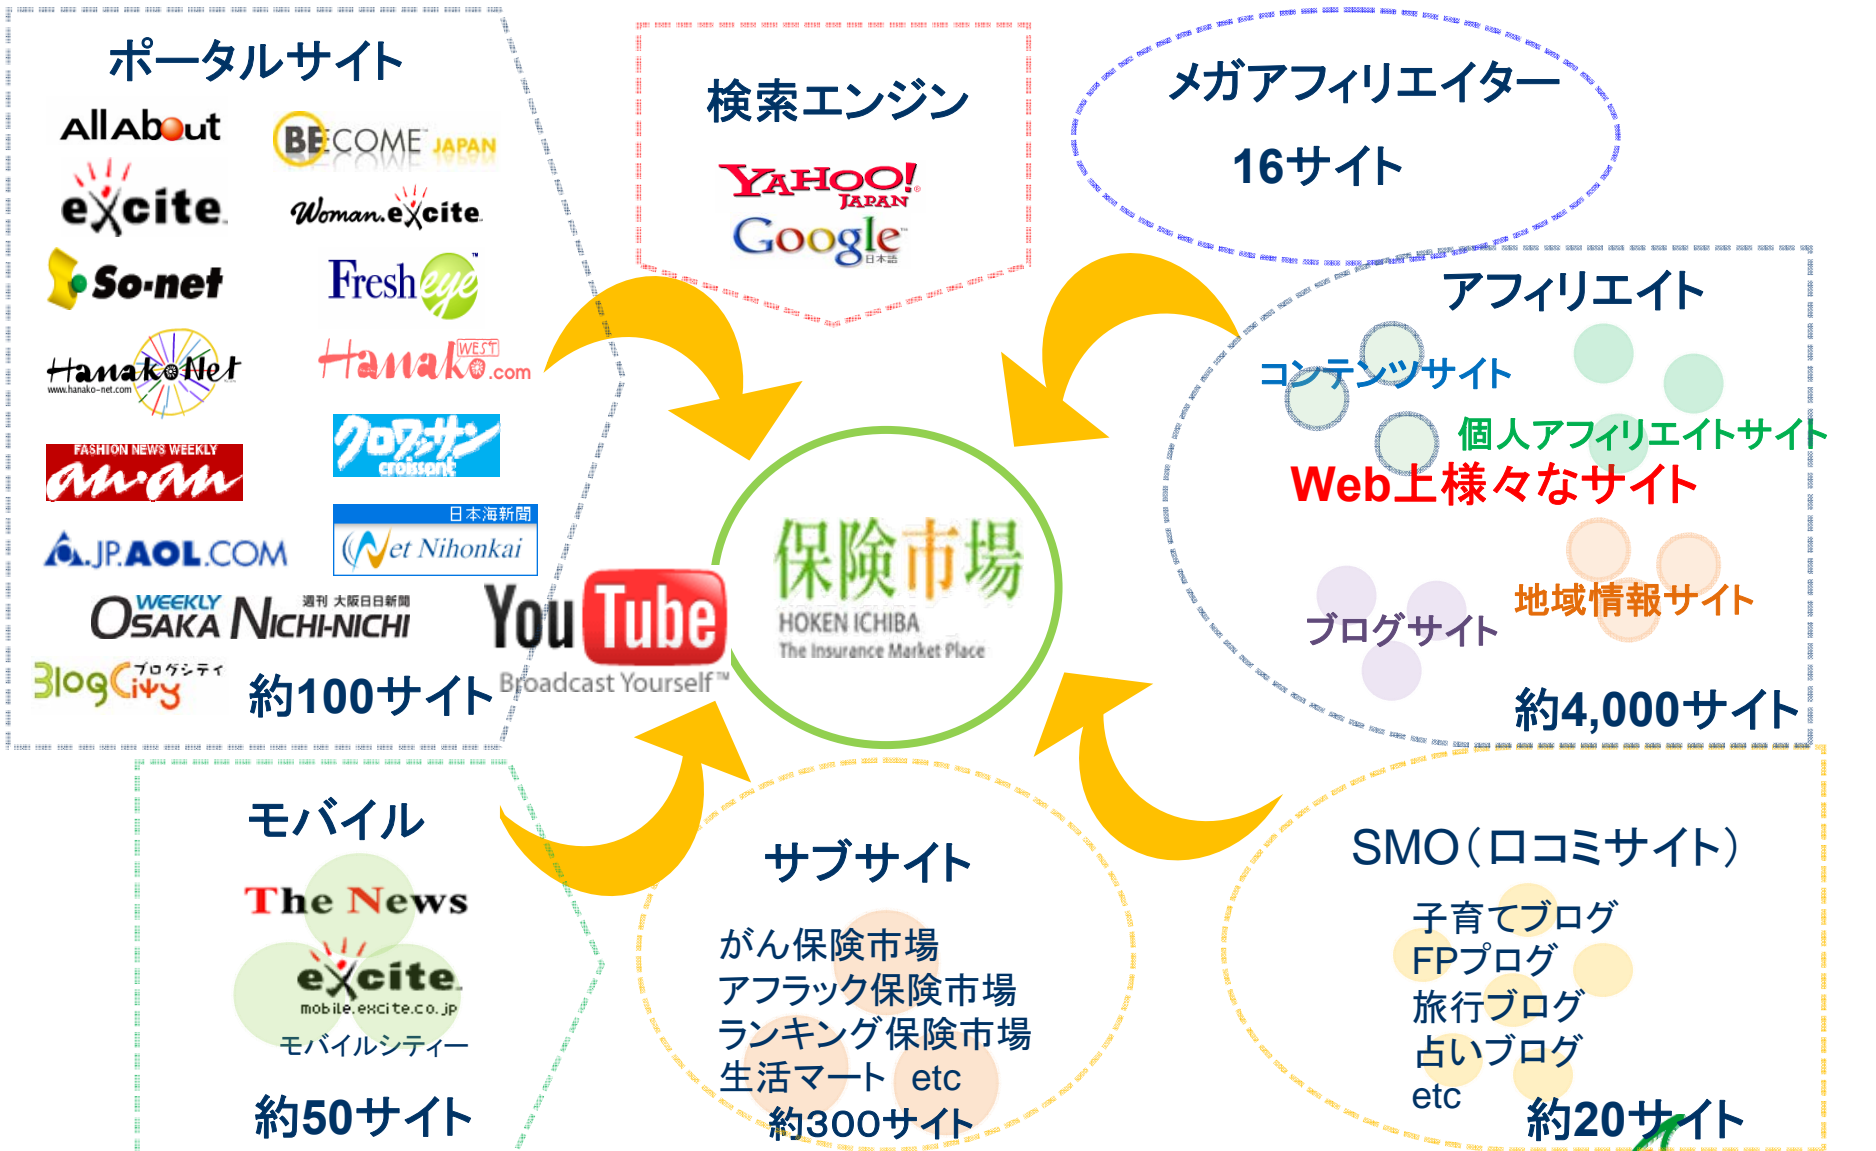 ポータルサイト
All About
BECOME JAPAN
excite
Woman.excite
So-net
Fresheye
HanakoNet
www.hanako-net.com
Hanako WEST .com
FASHION NEWS WEEKLY
an・an
クロワッサン
croissant
JP.AOL.COM
日本海新聞
Net Nihonkai
WEEKLY OSAKA NICHI-NICHI
週刊 大阪日日新聞
BlogCity
ブログシティ
約100サイト
You Tube
Broadcast Yourself™
検索エンジン
YAHOO!
JAPAN
Google™
日本語
メガアフィリエイター
16サイト
アフィリエイト
コンテンツサイト
個人アフィリエイトサイト
Web上様々なサイト
地域情報サイト
ブログサイト
約4,000サイト
保険市場
HOKEN ICHIBA
The Insurance Market Place
モバイル
The News
excite
mobile.excite.co.jp
モバイルシティー
約50サイト
サブサイト
がん保険市場
アフラック保険市場
ランキング保険市場
生活マート etc
約300サイト
SMO（口コミサイト）
子育てブログ
FPブログ
旅行ブログ
占いブログ
etc
約20サイト